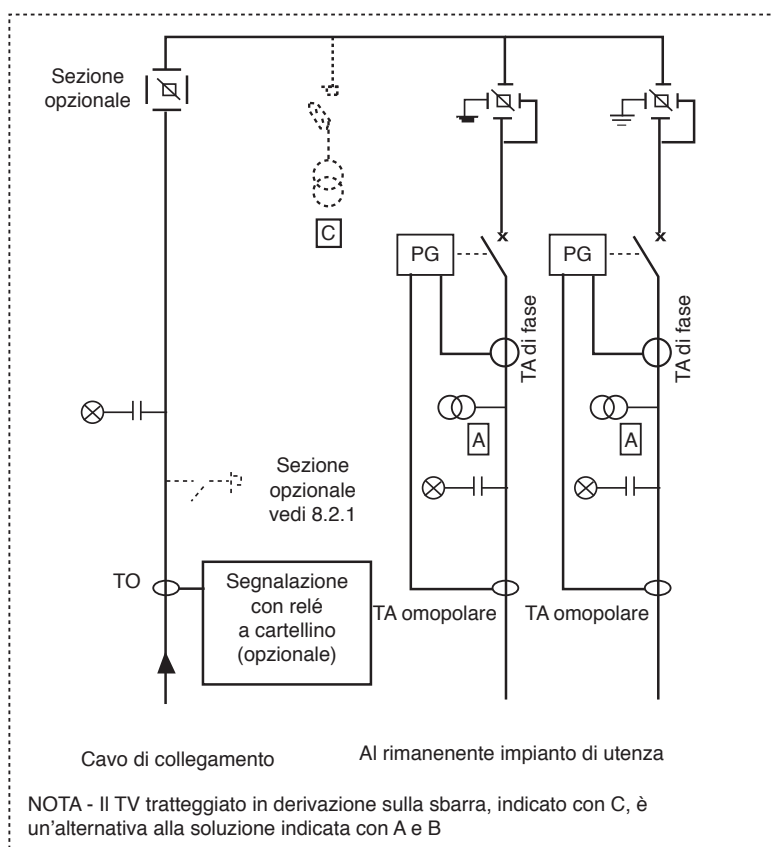 Sezione
opzionale
C
PG
PG
TA di fase
TA di fase
A
A
Sezione
opzionale
vedi 8.2.1
TO
Segnalazione
con relé
a cartellino
(opzionale)
TA omopolare
TA omopolare
Cavo di collegamento
Al rimanenente impianto di utenza
NOTA - Il TV tratteggiato in derivazione sulla sbarra, indicato con C, è
un'alternativa alla soluzione indicata con A e B